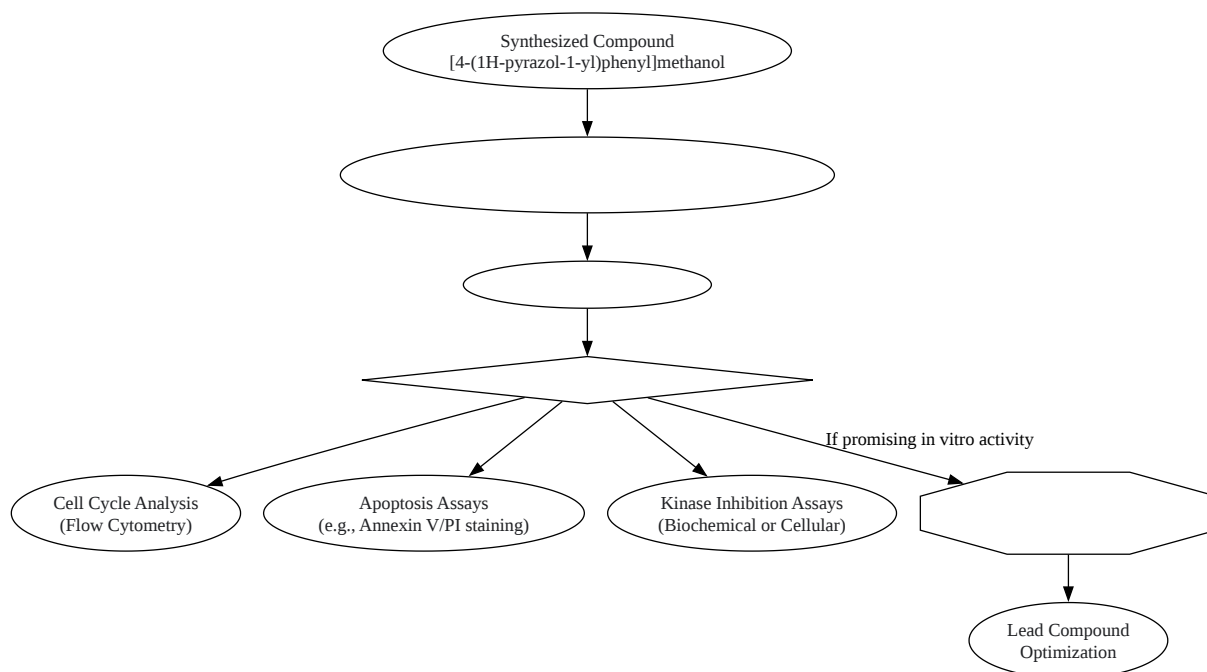 Synthesized Compound
[4-(1H-pyrazol-1-yl)phenyl]methanol
If promising in vitro activity
Cell Cycle Analysis
(Flow Cytometry)
Apoptosis Assays
(e.g., Annexin V/PI staining)
Kinase Inhibition Assays
(Biochemical or Cellular)
Lead Compound
Optimization